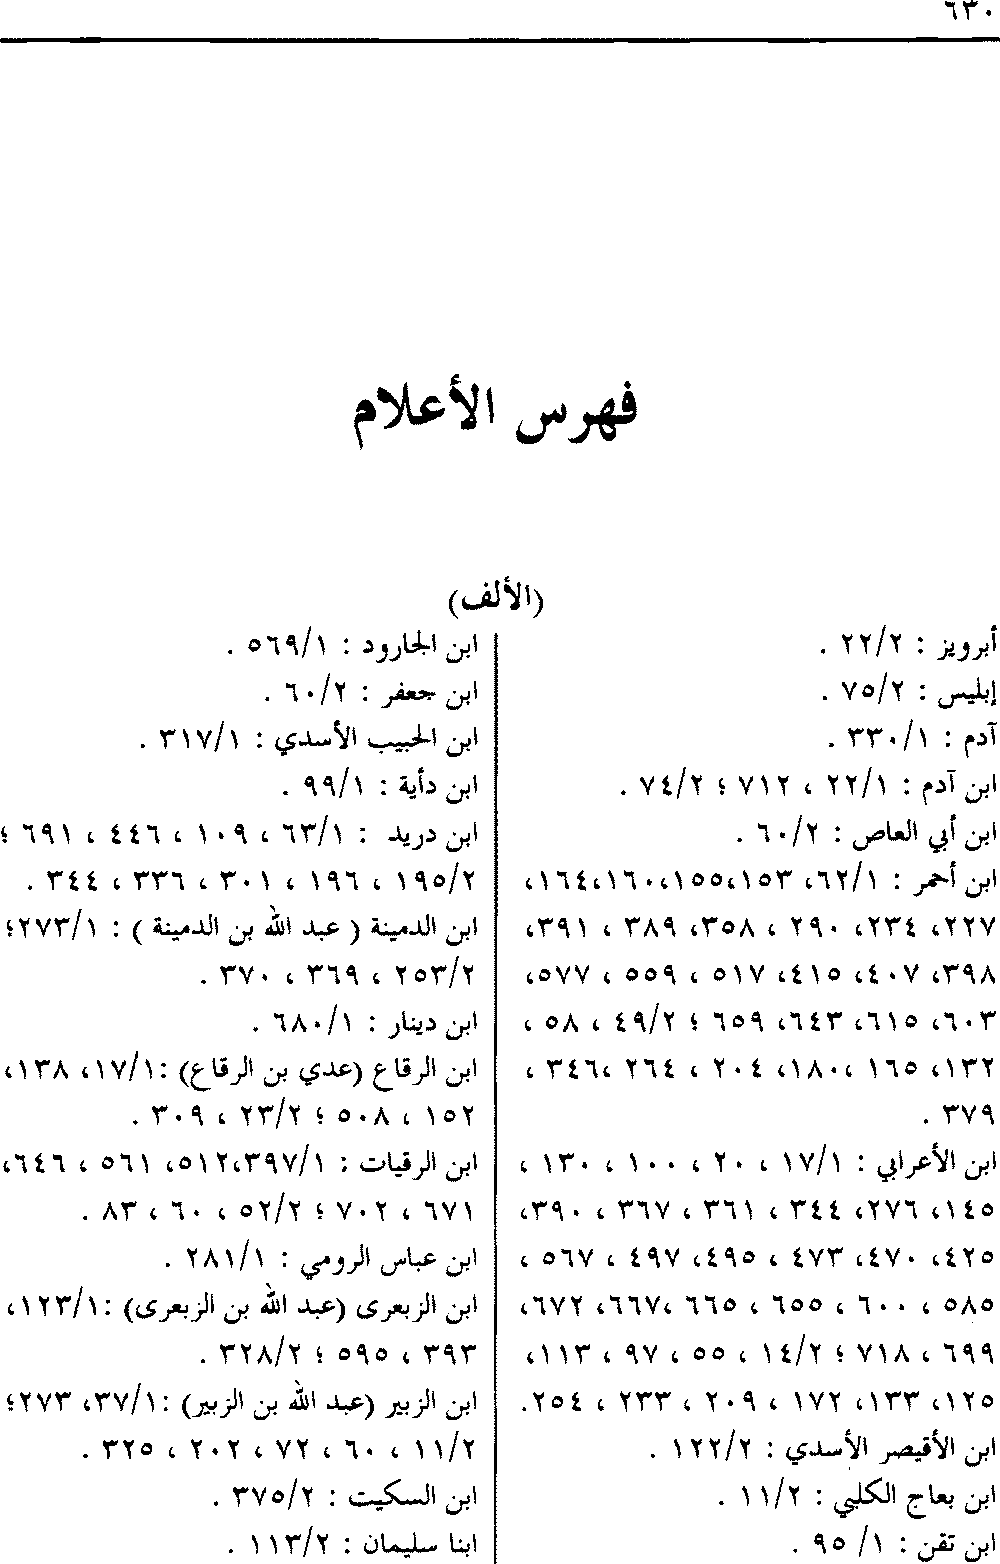 ٦٣٠
فهرس الأعلام
(الألف)
أبرويز : ٢٢/٢ .
إبليس : ٧٥/٢ .
آدم : ٣٣٠/١ .
ابن آدم : ٢٢/١ ، ٧١٢ ؛ ٧٤/٢ .
ابن أبي العاص : ٦٠/٢ .
ابن أحمر : ٦٢/١، ١٥٣،١٥٥،١٦٠،١٦٤،
٢٢٧، ٢٣٤، ٢٩٠ ، ٣٥٨، ٣٨٩ ، ٣٩١،
٣٩٨، ٤٠٧، ٤١٥، ٥١٧ ، ٥٥٩ ، ٥٧٧،
٦٠٣، ٦١٥، ٦٤٣، ٦٥٩ ؛ ٤٩/٢ ، ٥٨ ،
١٣٢، ١٦٥ ،١٨٠، ٢٠٤ ، ٢٦٤ ،٣٤٦ ،
٣٧٩ .
ابن الأعرابي : ١٧/١ ، ٢٠ ، ١٠٠ ، ١٣٠ ،
١٤٥، ٢٧٦، ٣٤٤ ، ٣٦١ ، ٣٦٧ ، ٣٩٠،
٤٢٥، ٤٧٠، ٤٧٣ ، ٤٩٥، ٤٩٧ ، ٥٦٧ ،
٥٨٥ ، ٦٠٠ ، ٦٥٥ ، ٦٦٥ ،٦٦٧، ٦٧٢،
٦٩٩ ، ٧١٨ ؛ ١٤/٢ ، ٥٥ ، ٩٧ ، ١١٣،
١٢٥، ١٣٣، ١٧٢ ، ٢٠٩ ، ٢٣٣ ، ٢٥٤.
ابن الأقيصر الأسدي : ١٢٢/٢ .
ابن بعاج الكلبي : ١١/٢ .
ابن تقن : ١/ ٩٥ .
ابن الجارود : ٥٦٩/١ .
ابن جعفر : ٦٠/٢ .
ابن الحبيب الأسدي : ٣١٧/١ .
ابن دأية : ٩٩/١ .
ابن دريد : ٦٣/١ ، ١٠٩ ، ٤٤٦ ، ٦٩١ ؛
١٩٥/٢ ، ١٩٦ ، ٣٠١ ، ٣٣٦ ، ٣٤٤ .
ابن الدمينة ( عبد الله بن الدمينة ) : ٢٧٣/١؛
٢٥٣/٢ ، ٣٦٩ ، ٣٧٠ .
ابن دينار : ٦٨٠/١ .
ابن الرقاع (عدي بن الرقاع) :١٧/١، ١٣٨،
١٥٢ ، ٥٠٨ ؛ ٢٣/٢ ، ٣٠٩ .
ابن الرقيات : ٣٩٧/١،٥١٢، ٥٦١ ، ٦٤٦،
٦٧١ ، ٧٠٢ ؛ ٥٢/٢ ، ٦٠ ، ٨٣ .
ابن عباس الرومي : ٢٨١/١ .
ابن الزبعرى (عبد الله بن الزبعرى) :١٢٣/١،
٣٩٣ ، ٥٩٥ ؛ ٣٢٨/٢ .
ابن الزبير (عبد الله بن الزبير) :٣٧/١، ٢٧٣؛
١١/٢ ، ٦٠ ، ٧٢ ، ٢٠٢ ، ٣٢٥ .
ابن السكيت : ٣٧٥/٢ .
ابنا سليمان : ١١٣/٢ .